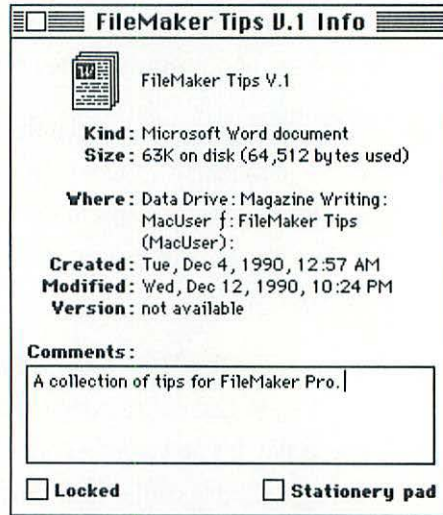 FileMaker Tips V.1 Info
FileMaker Tips V.1
Kind: Microsoft Word document
Size: 63K on disk (64,512 bytes used)
Where: Data Drive: Magazine Writing:
MacUser ƒ: FileMaker Tips
(MacUser):
Created: Tue, Dec 4, 1990, 12:57 AM
Modified: Wed, Dec 12, 1990, 10:24 PM
Version: not available
Comments:
A collection of tips for FileMaker Pro.
Locked
Stationery pad